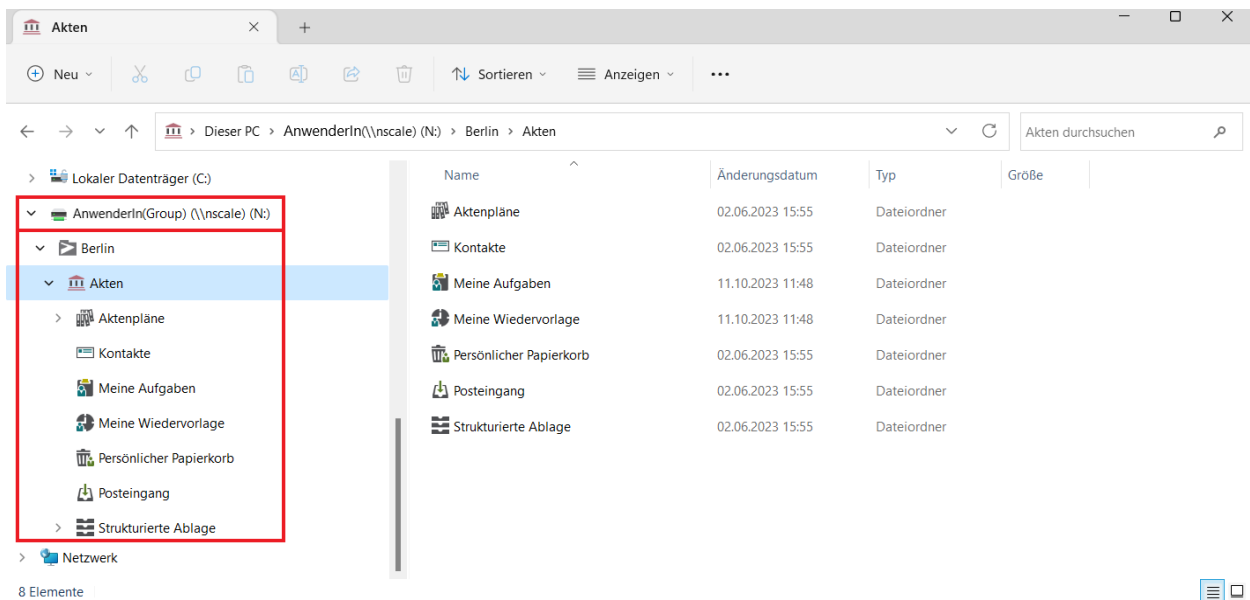 Akten
Neu
Sortieren
Anzeigen
Dieser PC > AnwenderIn(\\nscale) (N:) > Berlin > Akten
Akten durchsuchen
Lokaler Datenträger (C:)
AnwenderIn(Group) (\\nscale) (N:)
Berlin
Akten
Aktenpläne
Kontakte
Meine Aufgaben
Meine Wiedervorlage
Persönlicher Papierkorb
Posteingang
Strukturierte Ablage
Netzwerk
Name Änderungsdatum Typ Größe
Aktenpläne 02.06.2023 15:55 Dateiordner
Kontakte 02.06.2023 15:55 Dateiordner
Meine Aufgaben 11.10.2023 11:48 Dateiordner
Meine Wiedervorlage 11.10.2023 11:48 Dateiordner
Persönlicher Papierkorb 02.06.2023 15:55 Dateiordner
Posteingang 02.06.2023 15:55 Dateiordner
Strukturierte Ablage 02.06.2023 15:55 Dateiordner
8 Elemente